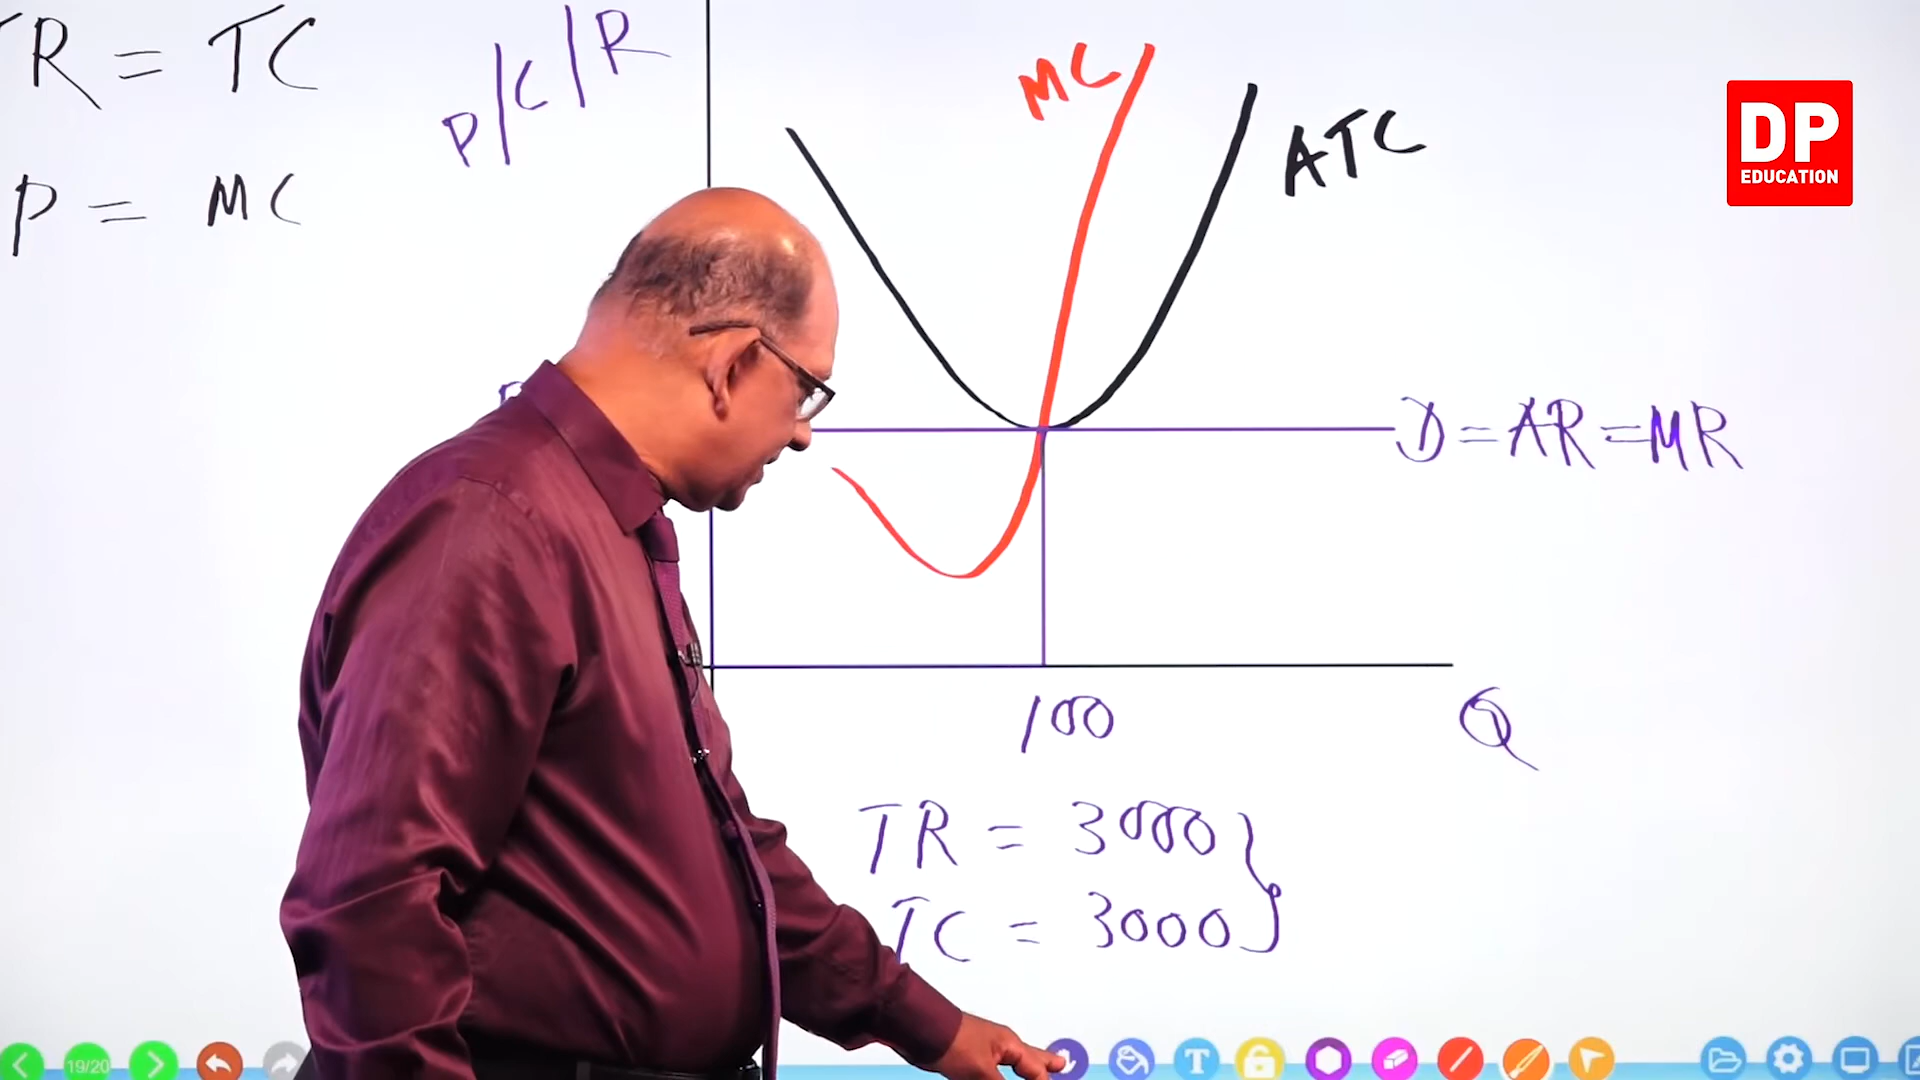 TR = TC
P = MC
P/C/R
MC
ATC
DP
EDUCATION
D = AR = MR
100
Q
TR = 3000
TC = 3000
19/20
T